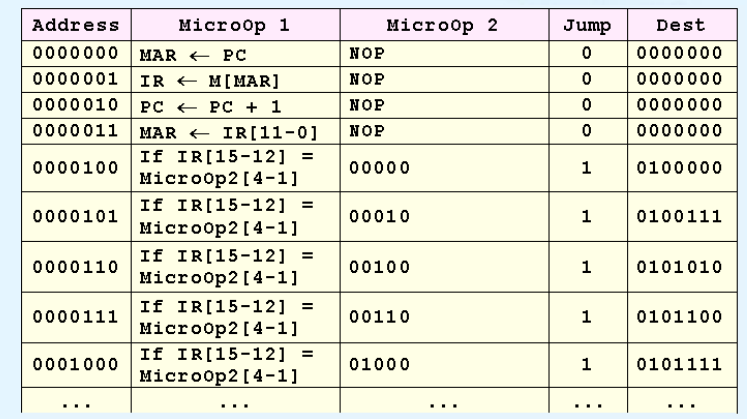 Address MicroOp 1 MicroOp 2 Jump Dest
0000000 MAR ← PC NOP 0 0000000
0000001 IR ← M[MAR] NOP 0 0000000
0000010 PC ← PC + 1 NOP 0 0000000
0000011 MAR ← IR[11-0] NOP 0 0000000
0000100 If IR[15-12] =
MicroOp2[4-1] 00000 1 0100000
0000101 If IR[15-12] =
MicroOp2[4-1] 00010 1 0100111
0000110 If IR[15-12] =
MicroOp2[4-1] 00100 1 0101010
0000111 If IR[15-12] =
MicroOp2[4-1] 00110 1 0101100
0001000 If IR[15-12] =
MicroOp2[4-1] 01000 1 0101111
... ... ... ... ...